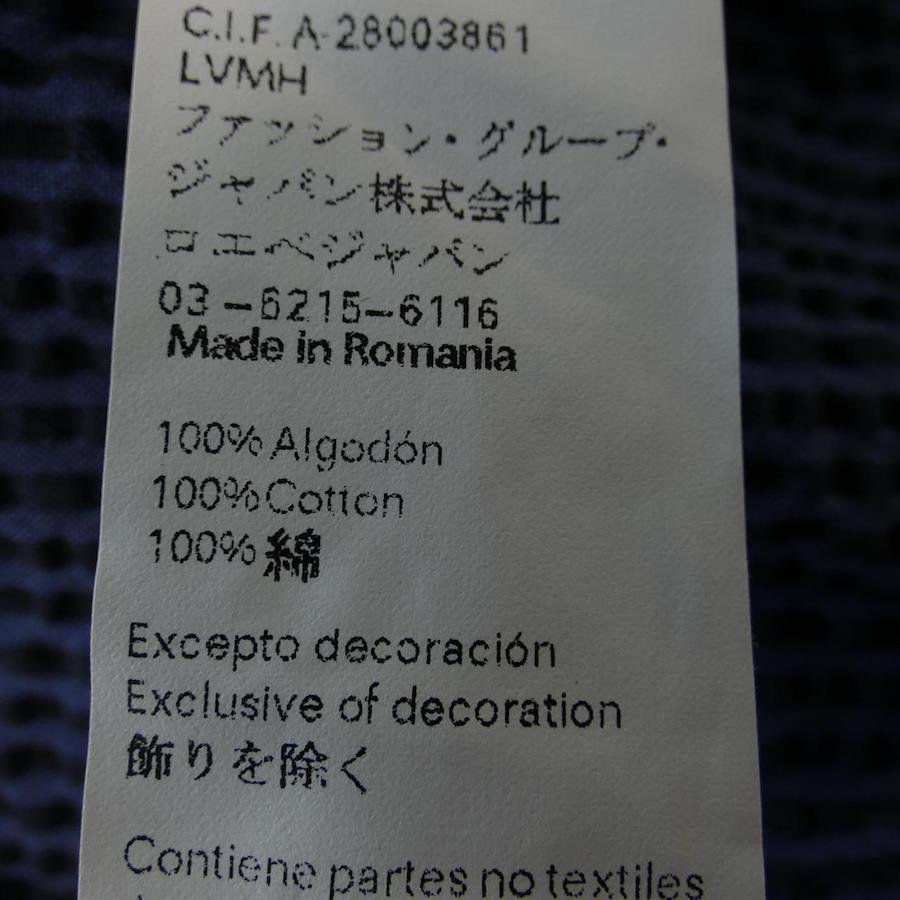 C.I.F. A-28003861
LVMH
ファッション・グループ・
ジャパン株式会社
ロエベジャパン
03-6215-6116
Made in Romania
100% Algodón
100% Cotton
100% 綿
Excepto decoración
Exclusive of decoration
飾りを除く
Contiene partes no textiles